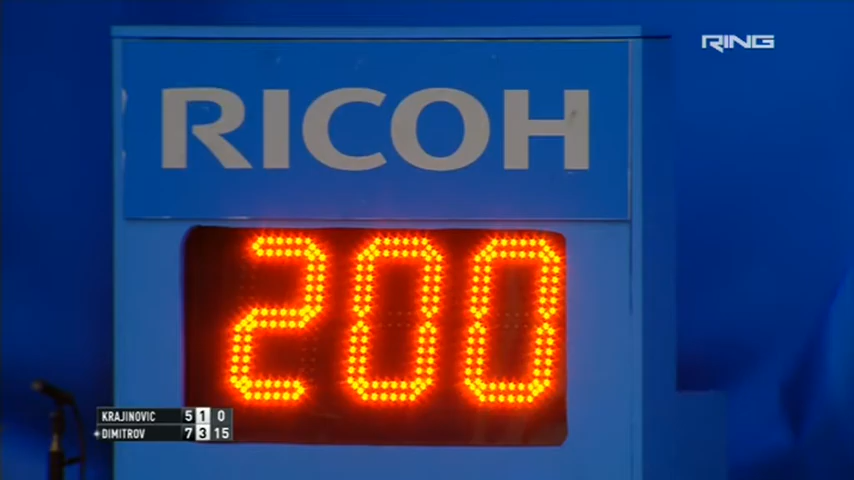 RING
RICOH
200
KRAJINOVIC 5 1 0
DIMITROV 7 3 15